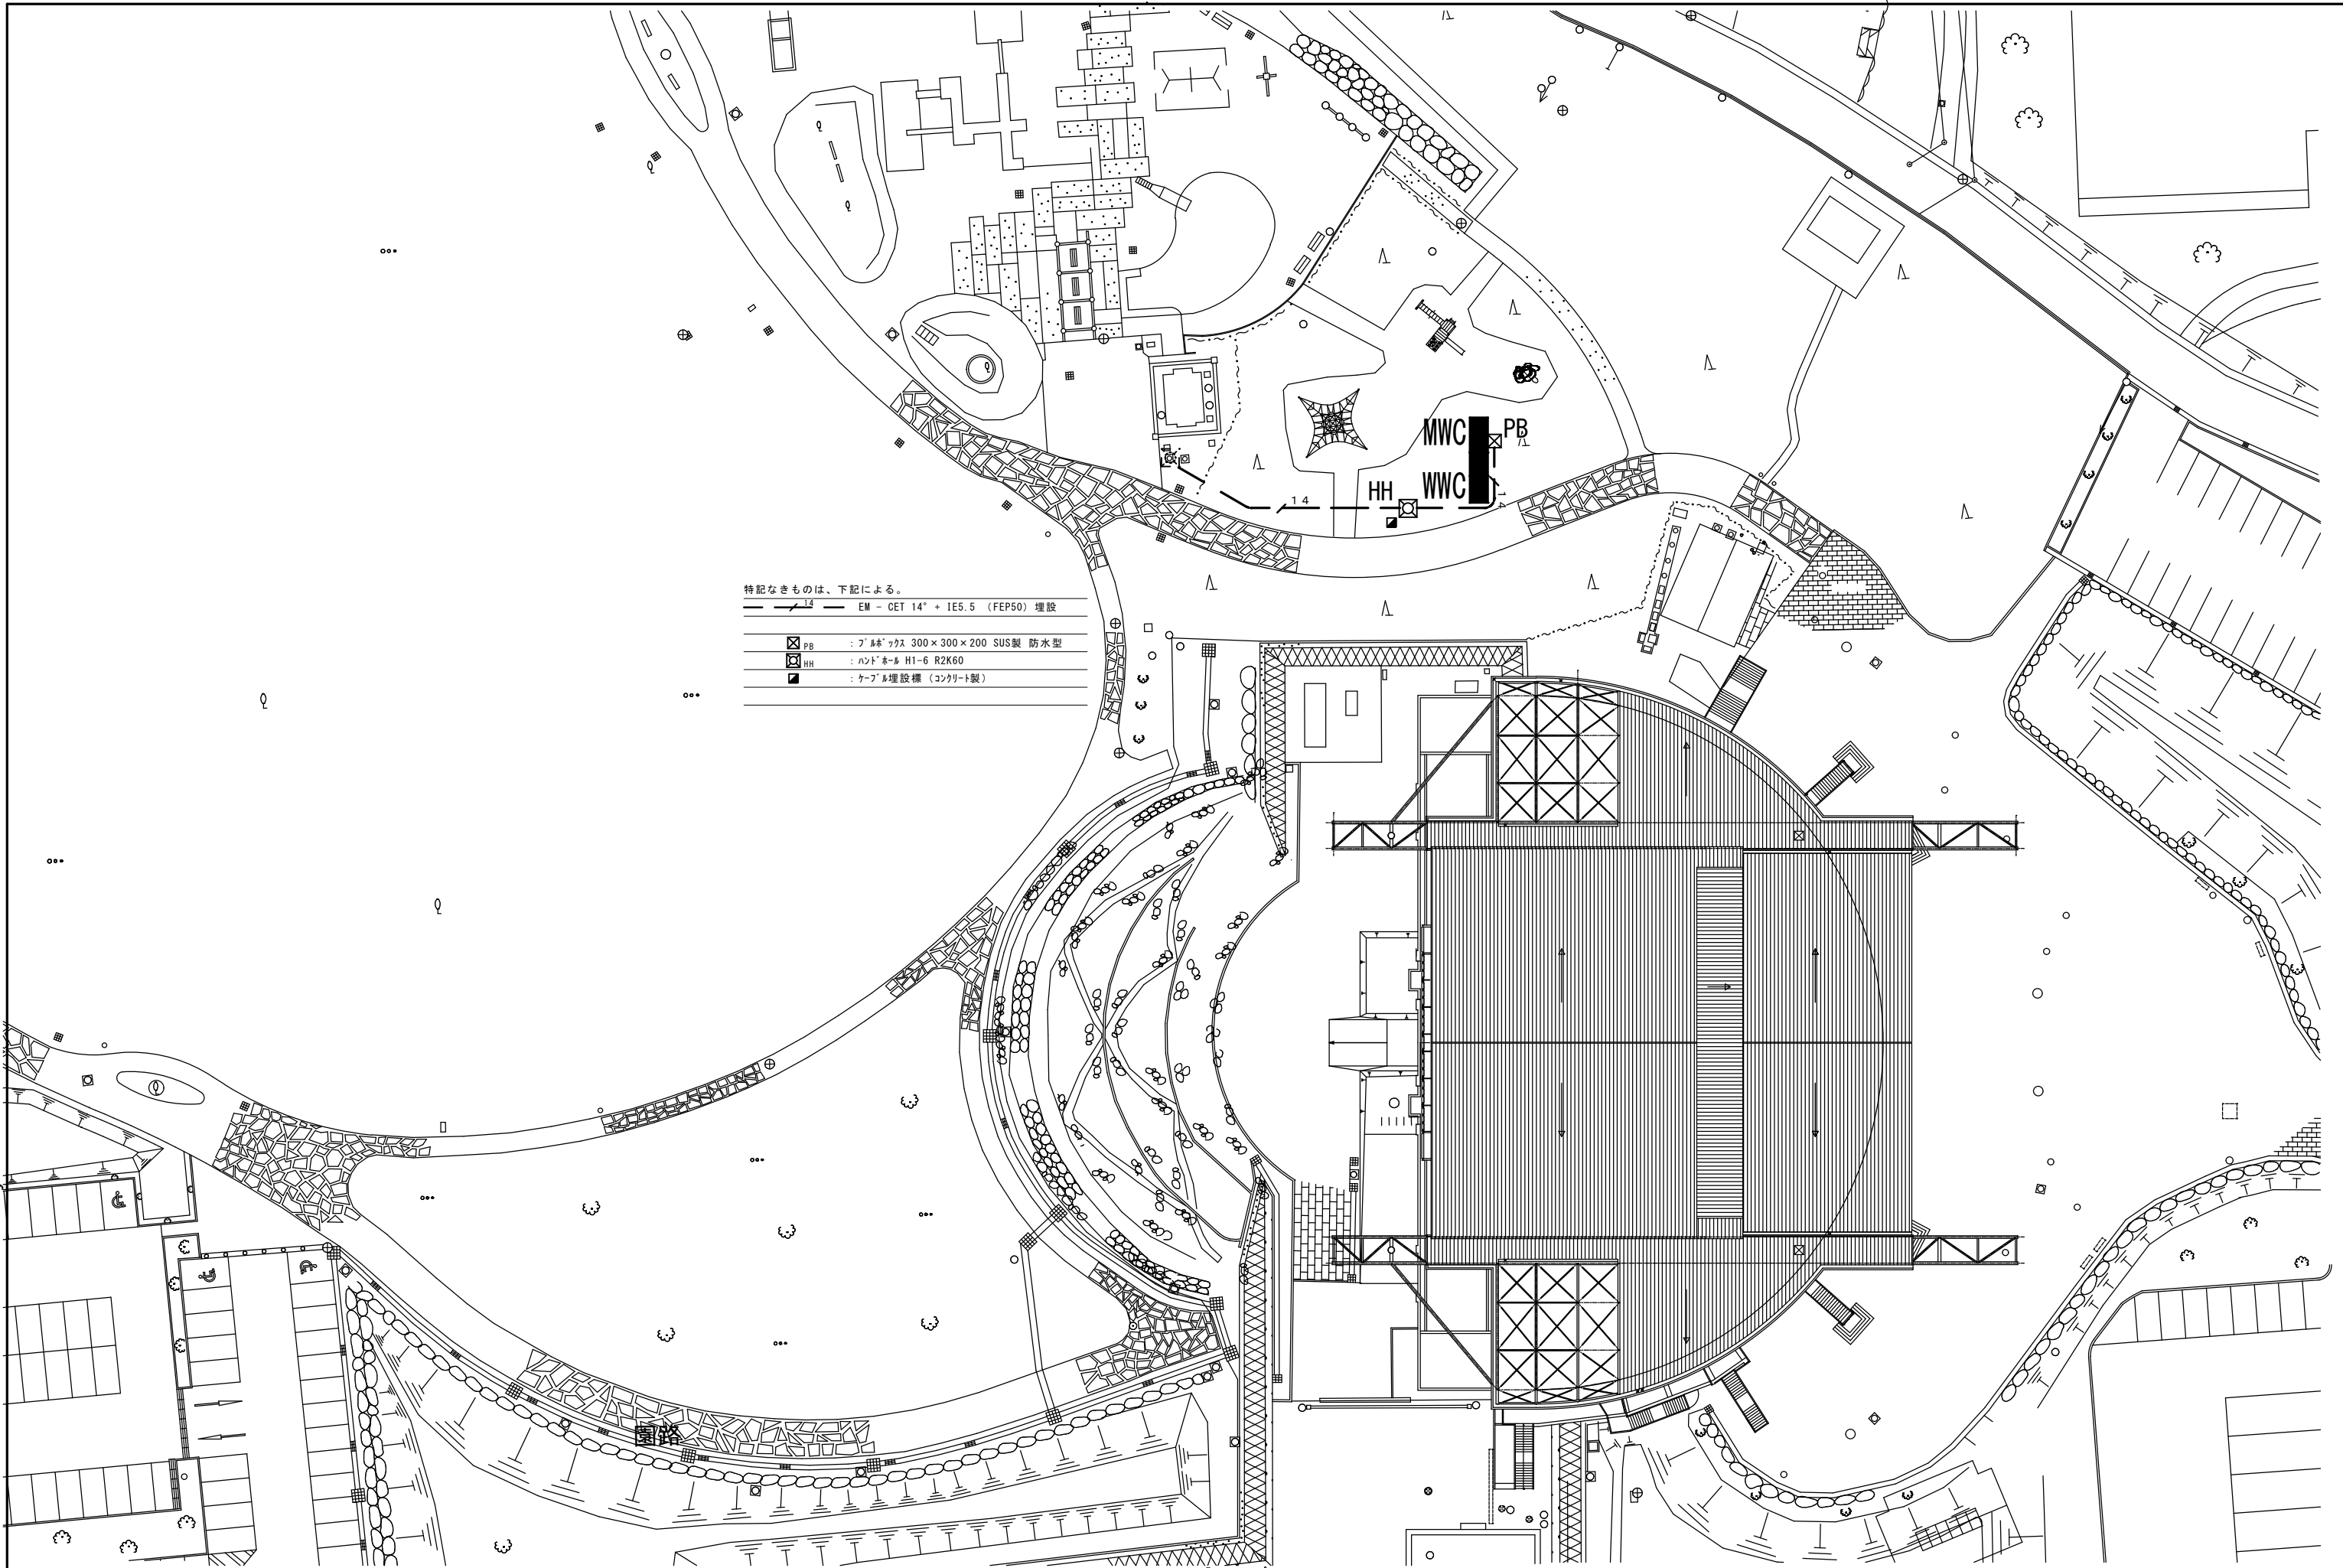 MWC
PB
WWC
HH
14
14
特記なきものは、下記による。
14 EM - CET 14° + IE5.5 (FEP50) 埋設
PB : プルボックス 300×300×200 SUS製 防水型
HH : ハンドホール H1-6 R2K60
: ケーブル埋設標 (コンクリート製)
園路